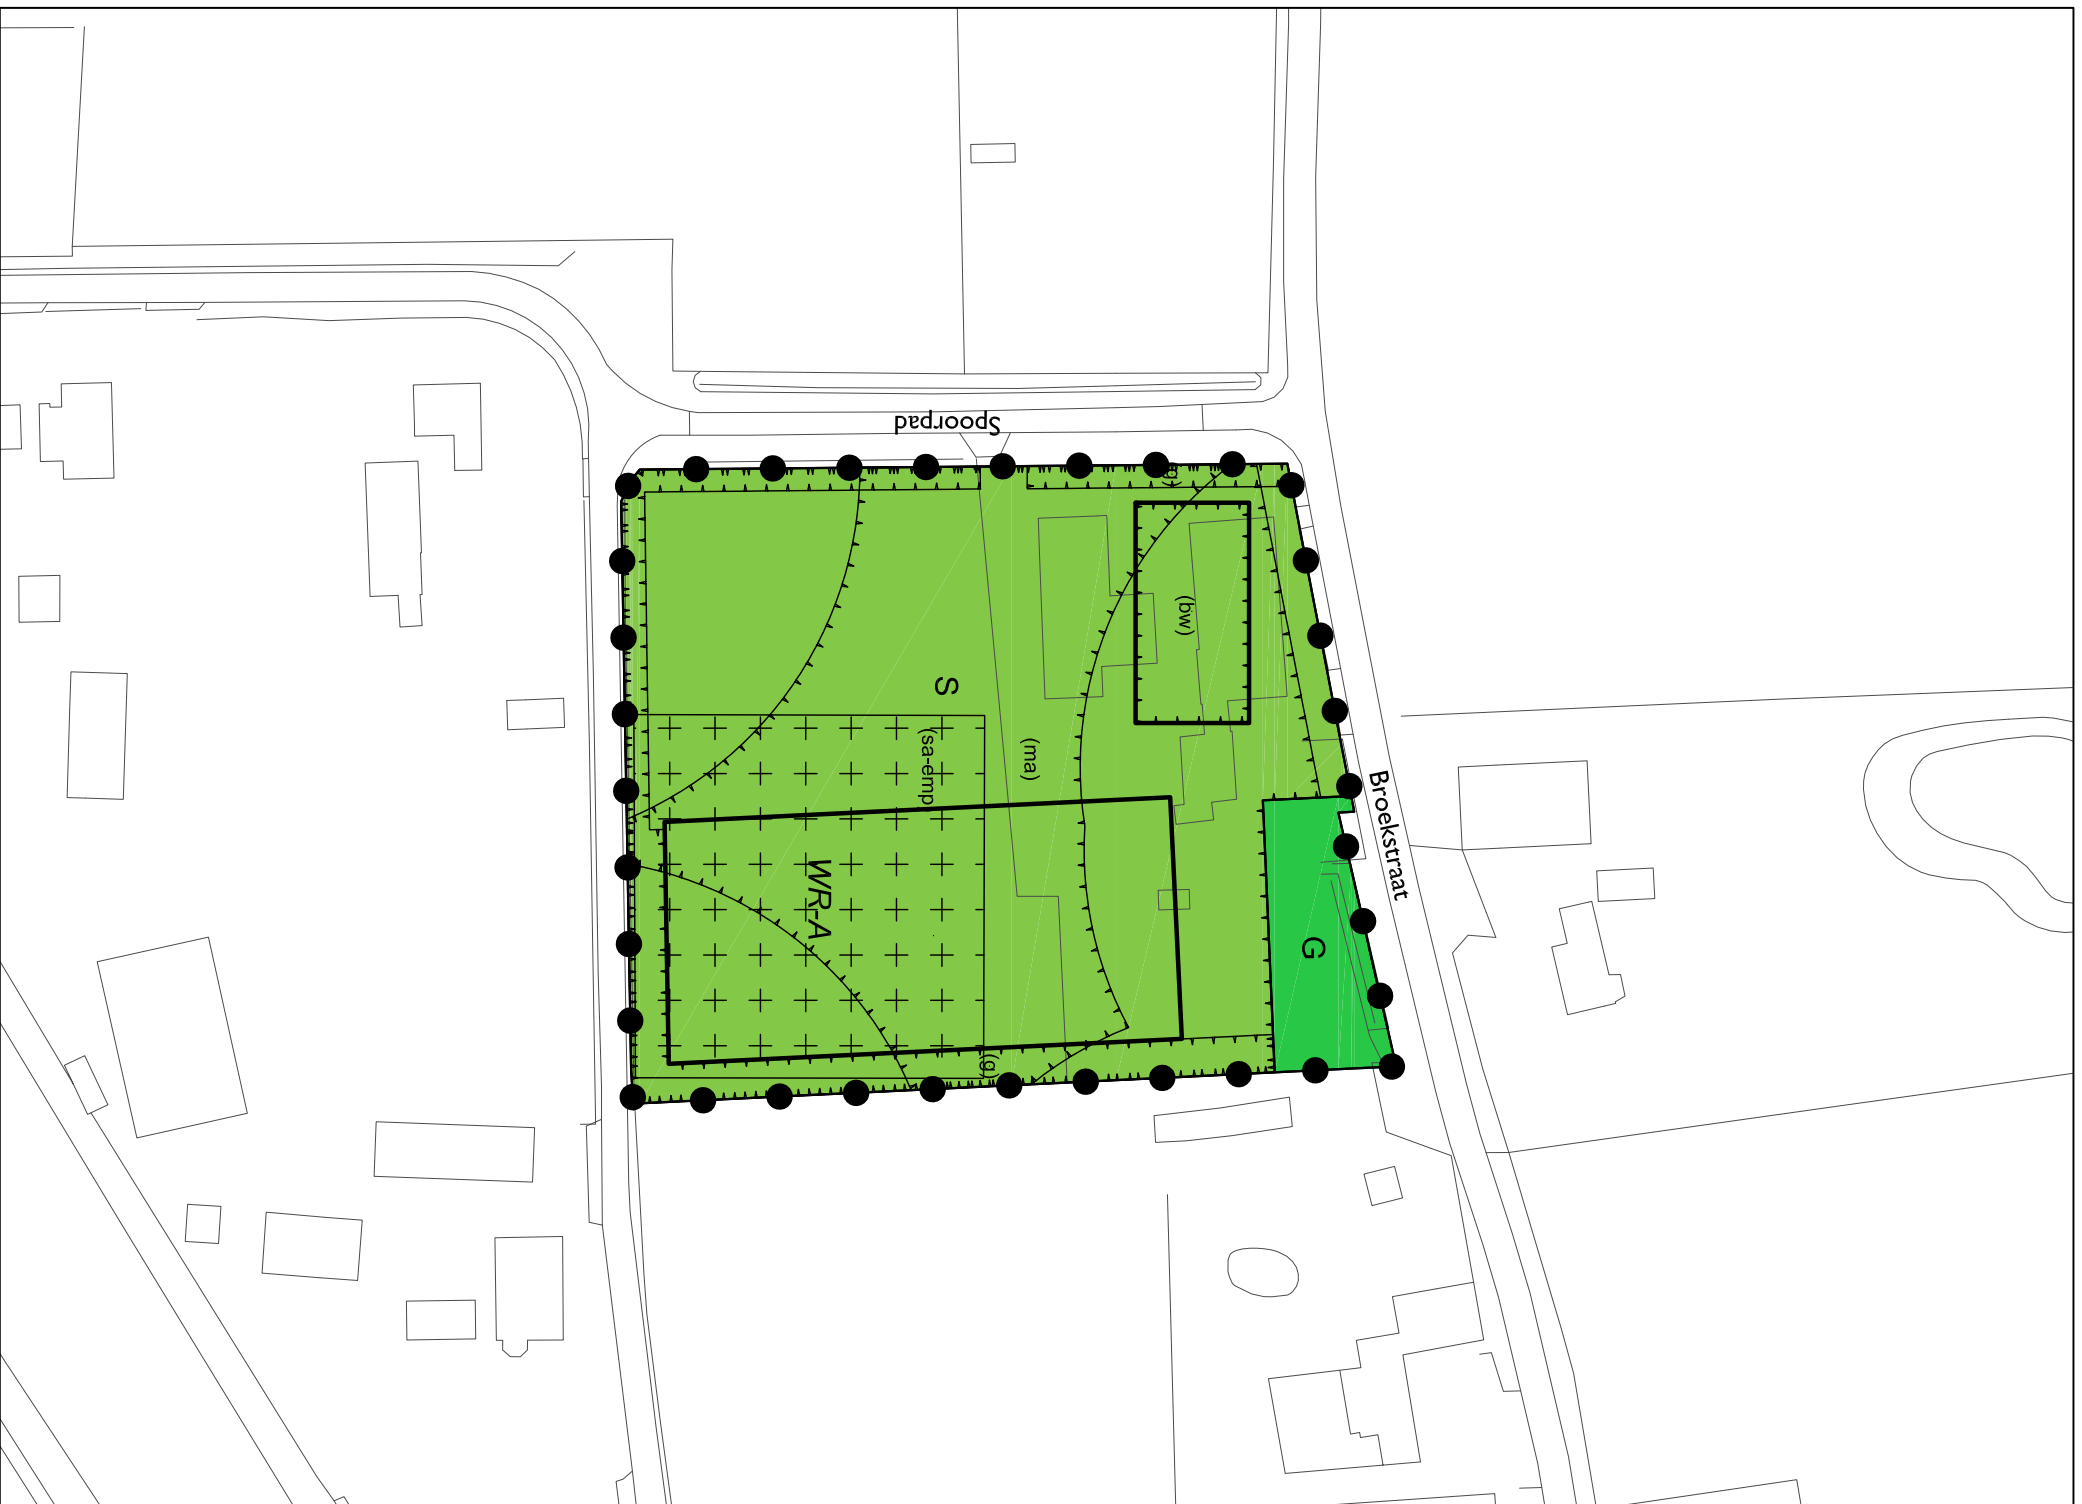 Spoorpad
(g)
(bw)
S
(ma)
(sa-emp
Broekstraat
WR-A
G
(g)